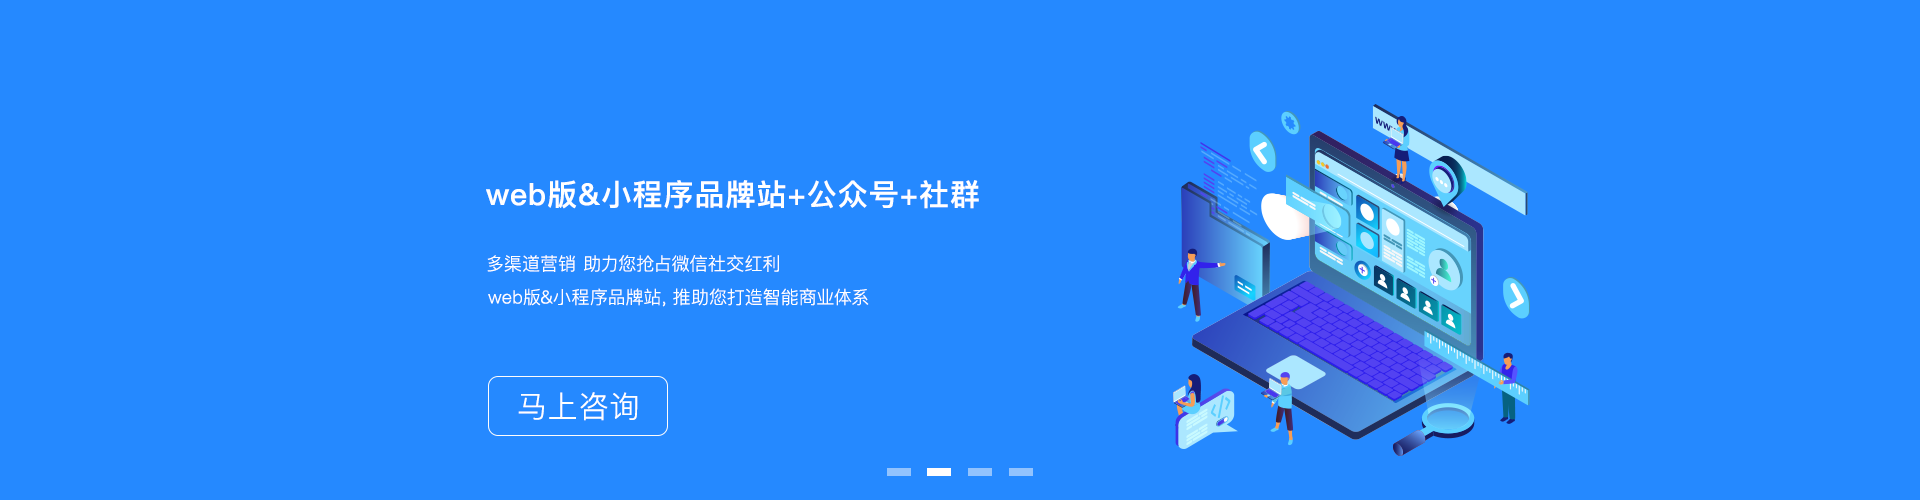 web版&小程序品牌站+公众号+社群
多渠道营销 助力您抢占微信社交红利
web版&小程序品牌站, 推助您打造智能商业体系
马上咨询